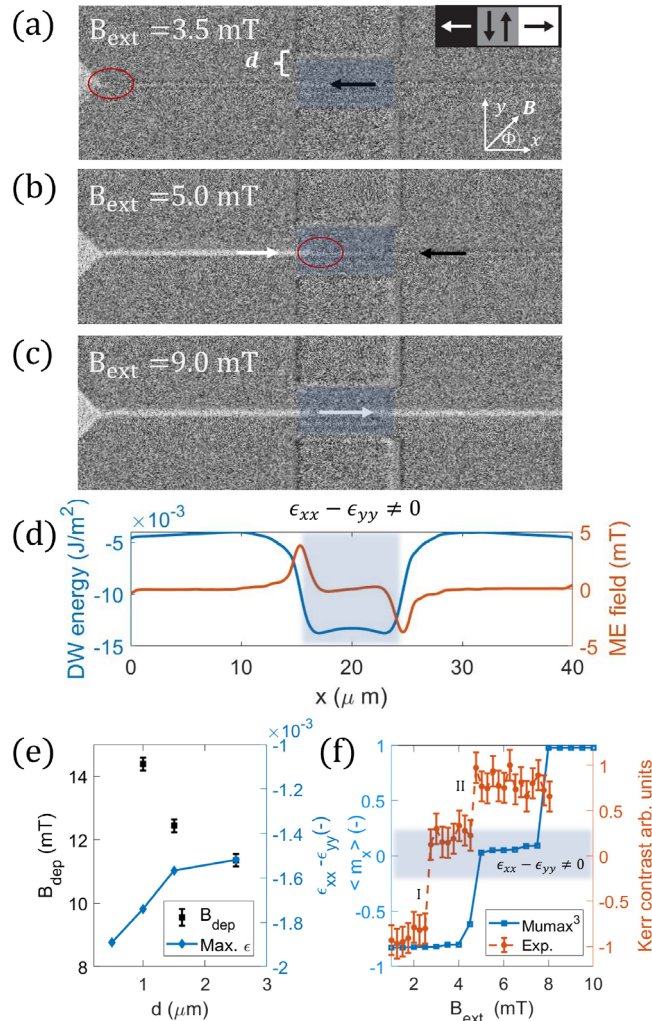 (a)
B_ext = 3.5 mT
d
y
B
Φ
x
(b)
B_ext = 5.0 mT
(c)
B_ext = 9.0 mT
(d)
ϵ_xx − ϵ_yy ≠ 0
× 10^-3
DW energy (J/m^2)
-5
-10
-15
5
0
-5
ME field (mT)
0 10 20 30 40
x (μ m)
(e)
×10^-3
B_dep (mT)
14
12
10
8
-1
-1.2
-1.4
-1.6
-1.8
-2
ϵ_xx-ϵ_yy(-)
B_dep
Max. ϵ
0 1 2 3
d (μm)
(f)
< m_x > (-)
1
0.5
0
-0.5
-1
1
0.5
0
-0.5
-1
Kerr contrast arb. units
II
I
ϵ_xx − ϵ_yy ≠ 0
Mumax^3
Exp.
2 4 6 8 10
B_ext. (mT)